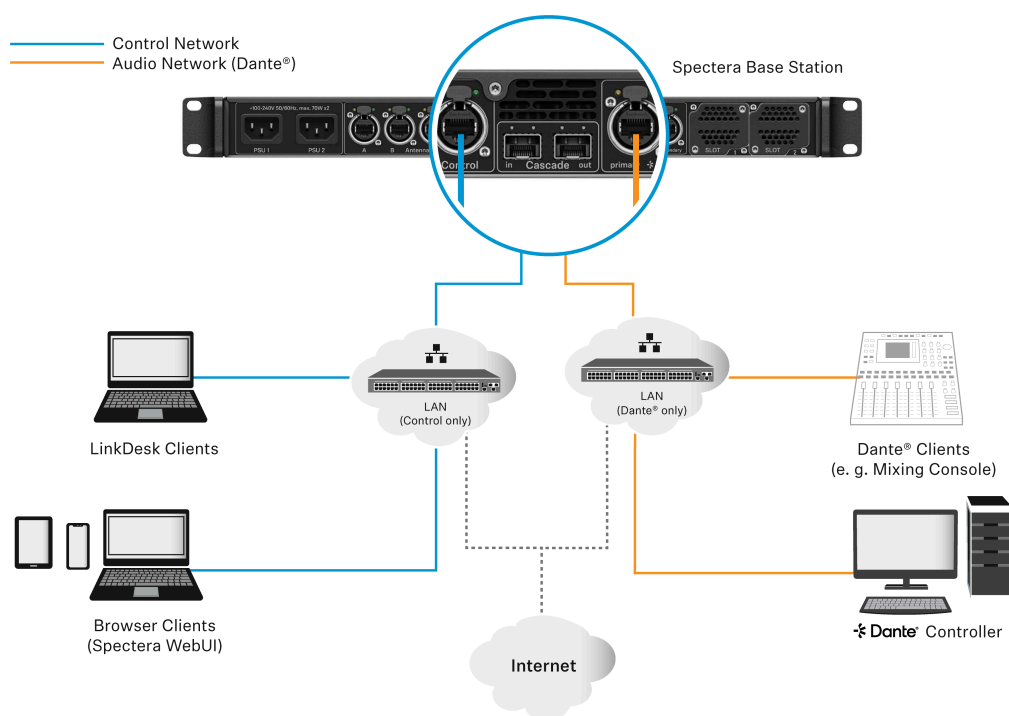 Control Network
Audio Network (Dante®)
Spectera Base Station
~100-240V 50/60Hz, max. 70W x2
PSU 1
PSU 2
A
B
Antenna
Control
in
Cascade
out
primary
SLOT
1
SLOT
2
LAN
(Control only)
LAN
(Dante® only)
LinkDesk Clients
Dante® Clients
(e. g. Mixing Console)
Browser Clients
(Spectera WebUI)
Dante® Controller
Internet